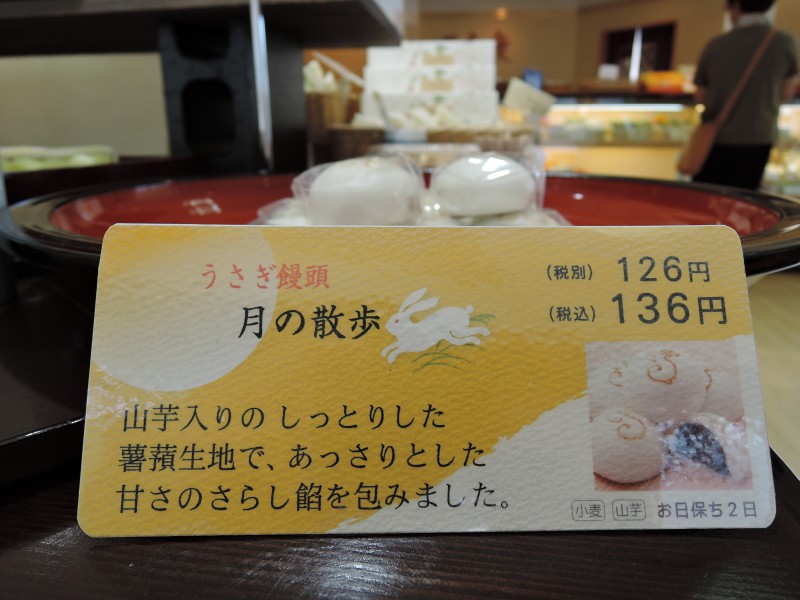 うさぎ饅頭
月の散歩
(税別) 126円
(税込) 136円
山芋入りの しっとりした
薯蕷生地で、あっさりとした
甘さのさらし餡を包みました。
小麦 山芋 お日保ち2日